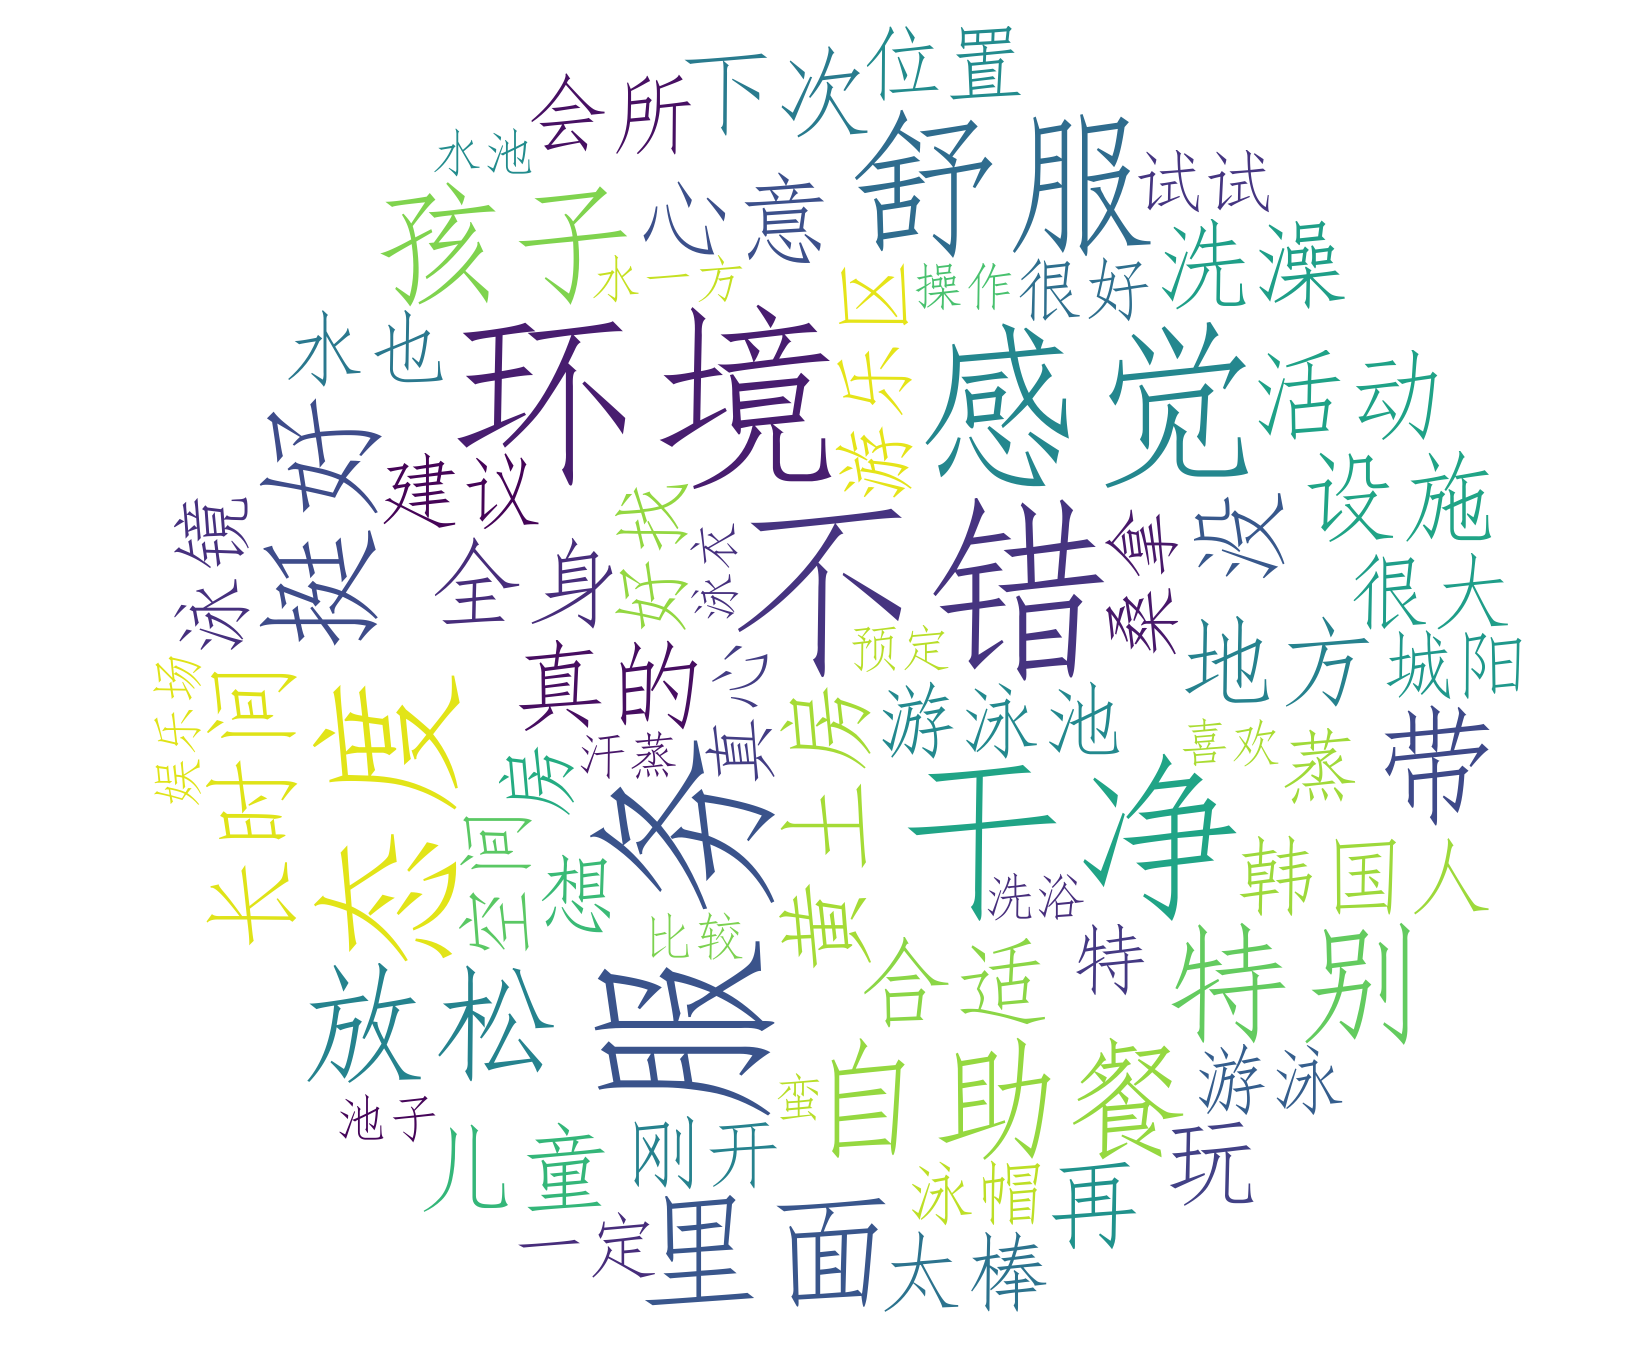 下次
位置
会所
舒服
水池
试试
孩子
心意
洗澡
水一方
操作
很好
水也
环境
游乐区
感觉
活动
挺好
建议
好找
不错
桑拿
没
设施
泳镜
全身
泳衣
很大
预定
地方
城阳
娱乐场
长时间
态度
真的
真心
黄土房
游泳池
喜欢
带
汗蒸
服务
干净
蒸
空间房
想
洗浴
韩国人
比较
放松
合适
特
特别
池子
蛮
自助餐
游泳
儿童
刚开
泳帽
再
玩
一定
里面
太棒